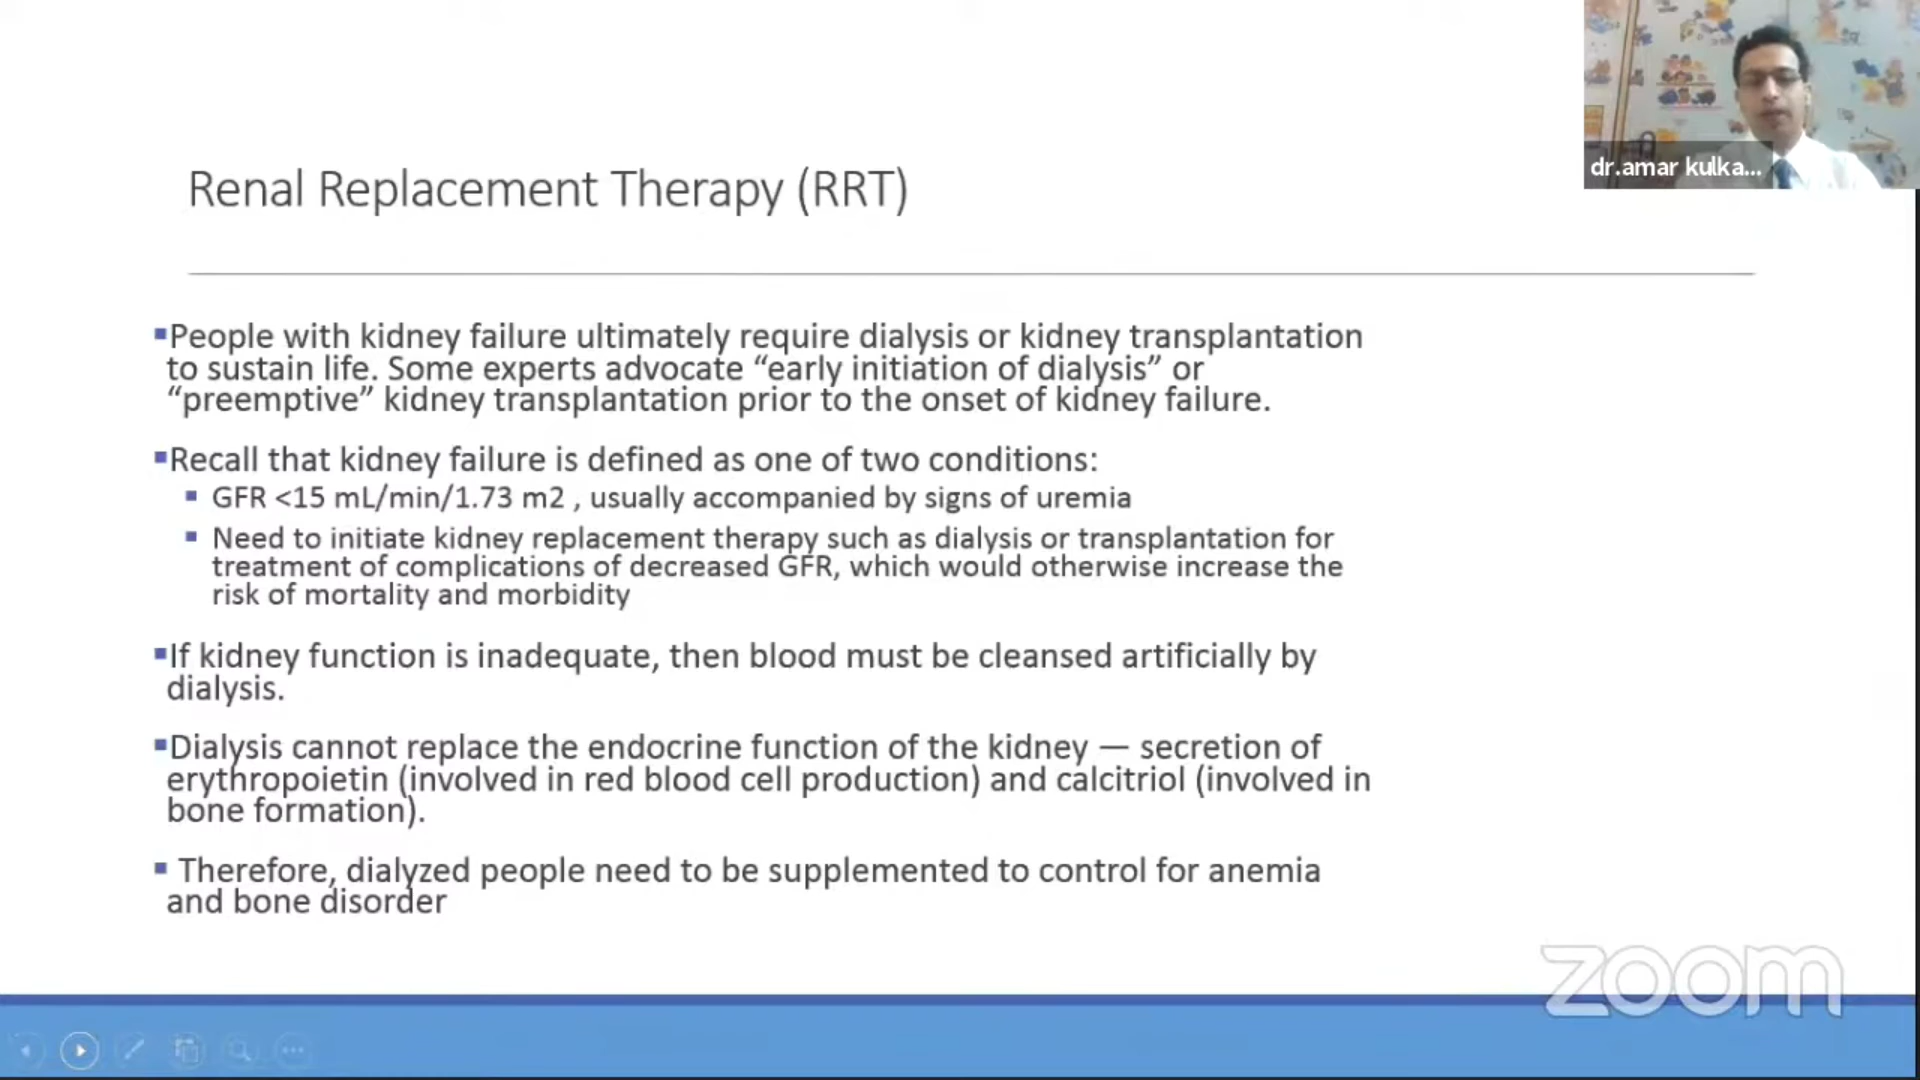 dr.amar kulka...
Renal Replacement Therapy (RRT)
▪People with kidney failure ultimately require dialysis or kidney transplantation
to sustain life. Some experts advocate “early initiation of dialysis” or
“preemptive” kidney transplantation prior to the onset of kidney failure.
▪Recall that kidney failure is defined as one of two conditions:
▪ GFR <15 mL/min/1.73 m2 , usually accompanied by signs of uremia
▪ Need to initiate kidney replacement therapy such as dialysis or transplantation for
treatment of complications of decreased GFR, which would otherwise increase the
risk of mortality and morbidity
▪If kidney function is inadequate, then blood must be cleansed artificially by
dialysis.
▪Dialysis cannot replace the endocrine function of the kidney — secretion of
erythropoietin (involved in red blood cell production) and calcitriol (involved in
bone formation).
▪ Therefore, dialyzed people need to be supplemented to control for anemia
and bone disorder
zoom